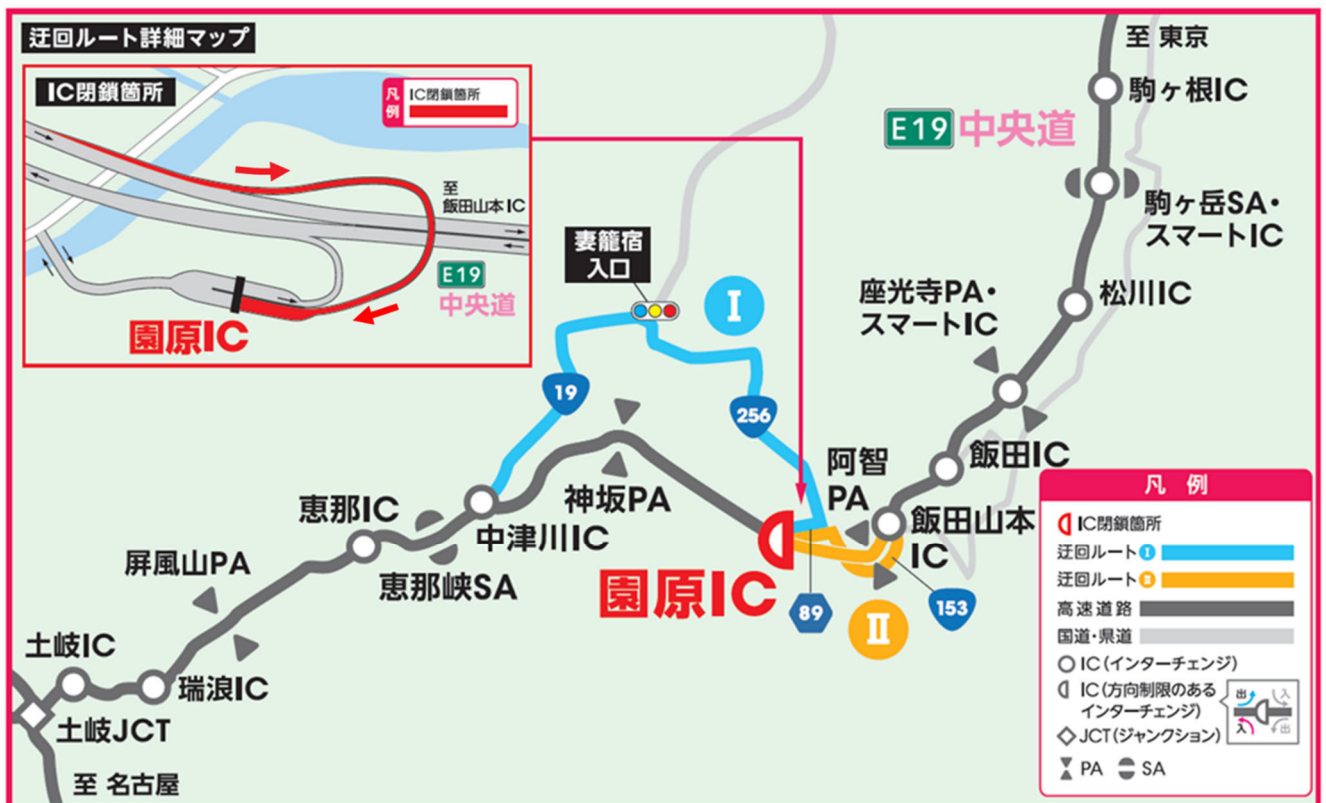 迂回ルート詳細マップ
IC閉鎖箇所
凡例
IC閉鎖箇所
至
飯田山本IC
E19
中央道
園原IC
至 東京
駒ヶ根IC
E19 中央道
駒ヶ岳SA・
スマートIC
妻籠宿
入口
I
座光寺PA・
スマートIC
松川IC
19
256
飯田IC
阿智
PA
飯田山本
IC
神坂PA
恵那IC
中津川IC
恵那峡SA
園原IC
89
153
II
屏風山PA
土岐IC
瑞浪IC
土岐JCT
至 名古屋
凡 例
IC閉鎖箇所
迂回ルートI
迂回ルートII
高速道路
国道・県道
IC(インターチェンジ)
IC(方向制限のある
インターチェンジ)
出 入
入 出
JCT(ジャンクション)
PA SA